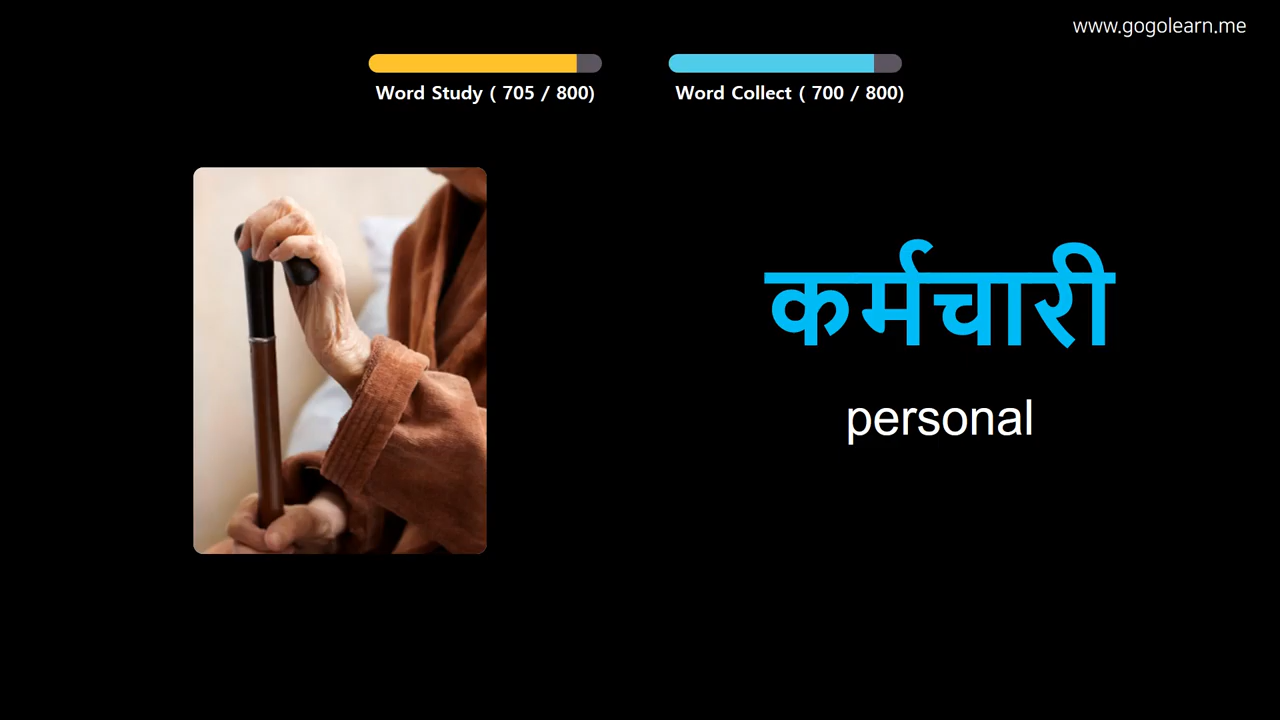 www.gogolearn.me
Word Study ( 705 / 800)
Word Collect ( 700 / 800)
कर्मचारी
personal